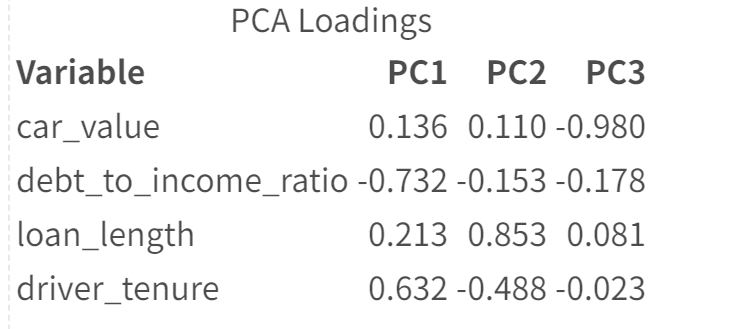 PCA Loadings
Variable PC1 PC2 PC3
car_value 0.136 0.110 -0.980
debt_to_income_ratio -0.732 -0.153 -0.178
loan_length 0.213 0.853 0.081
driver_tenure 0.632 -0.488 -0.023